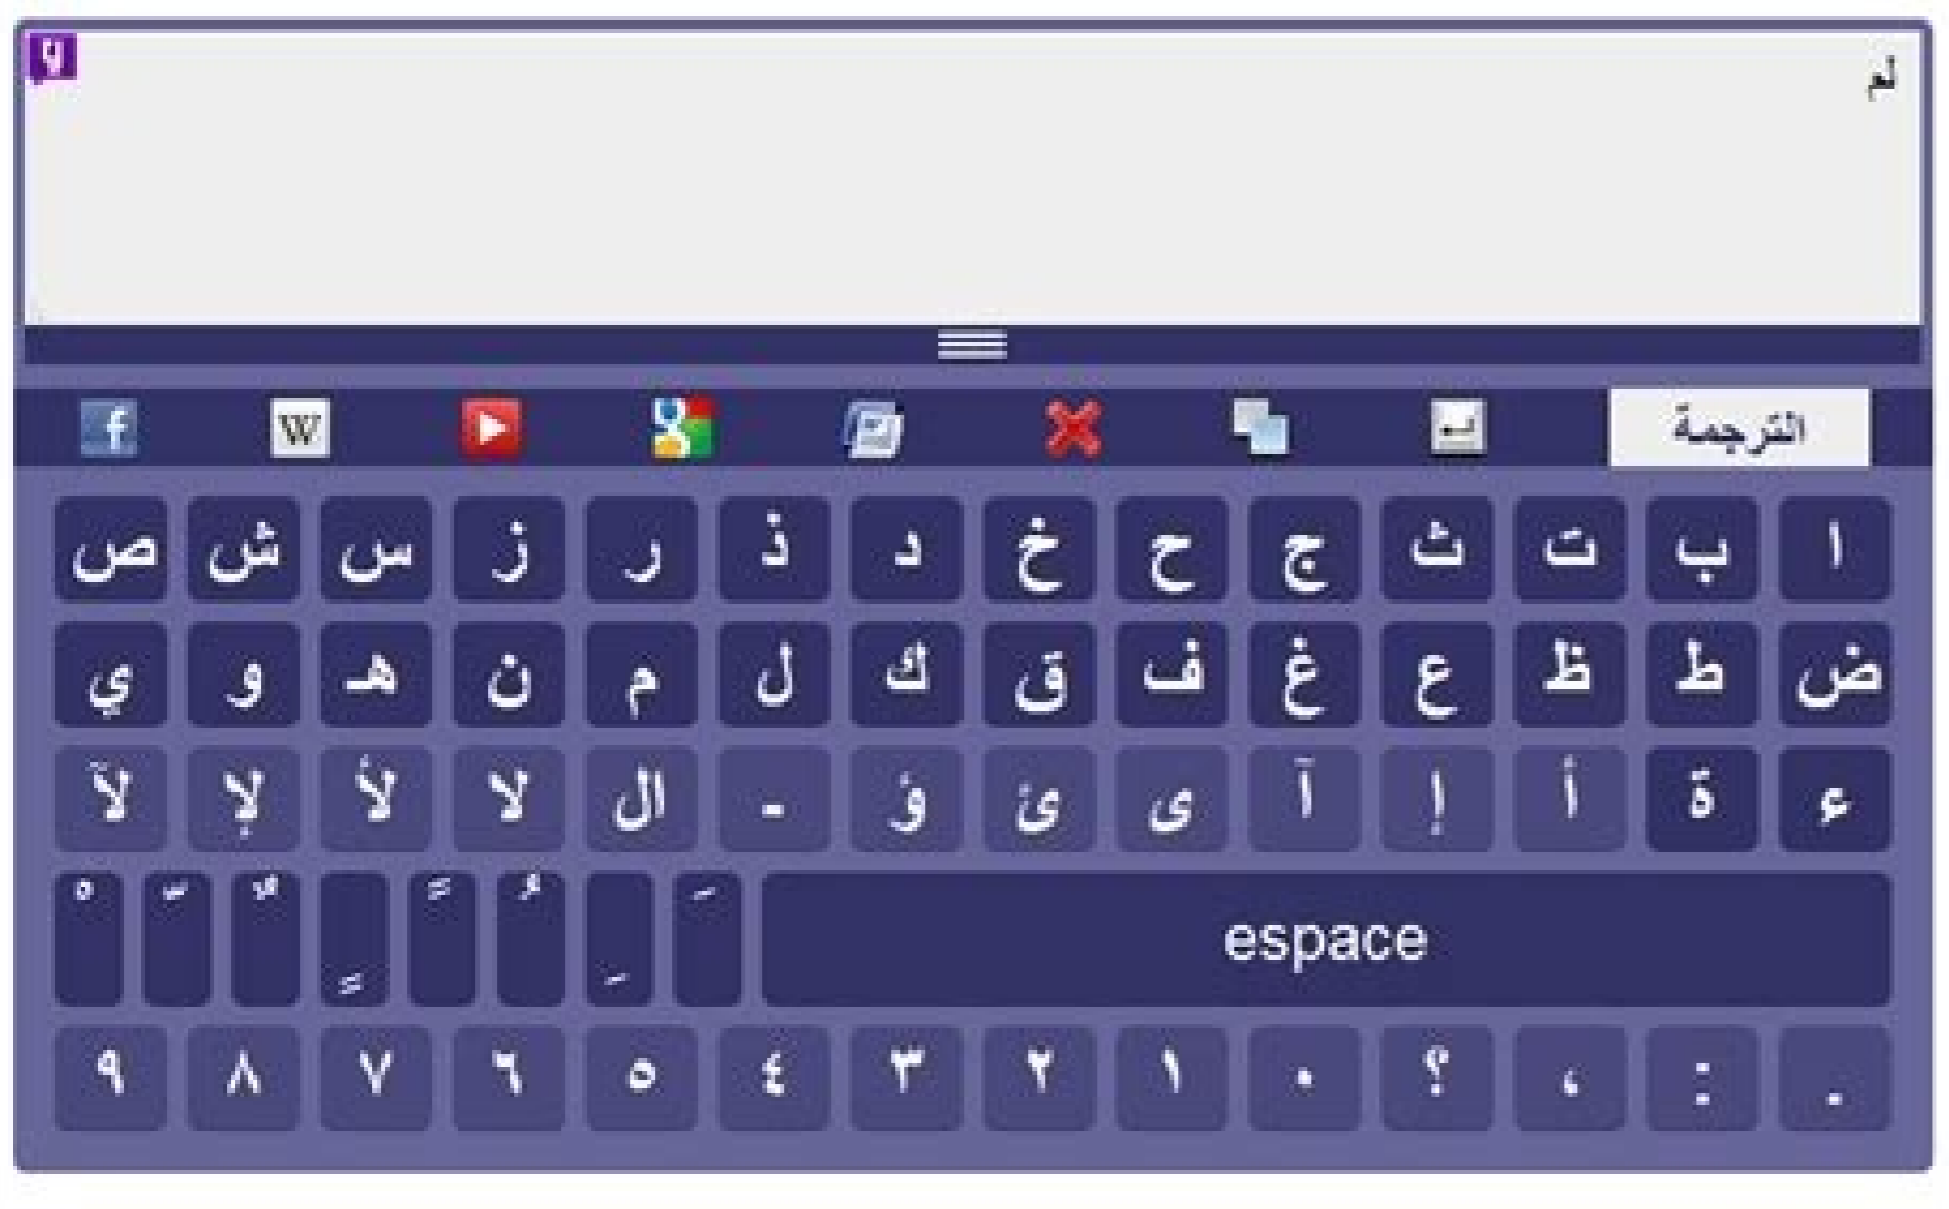 لم
الترجمة
ا ب ت ث ج ح خ د ذ ر ز س ش ص
ض ط ظ ع غ ف ق ك ل م ن هـ و ي
ء ة أ إ آ ى ئ ؤ - ال لا لأ لإ لآ
espace
. : ، ؟ ٠ ١ ٢ ٣ ٤ ٥ ٦ ٧ ٨ ٩